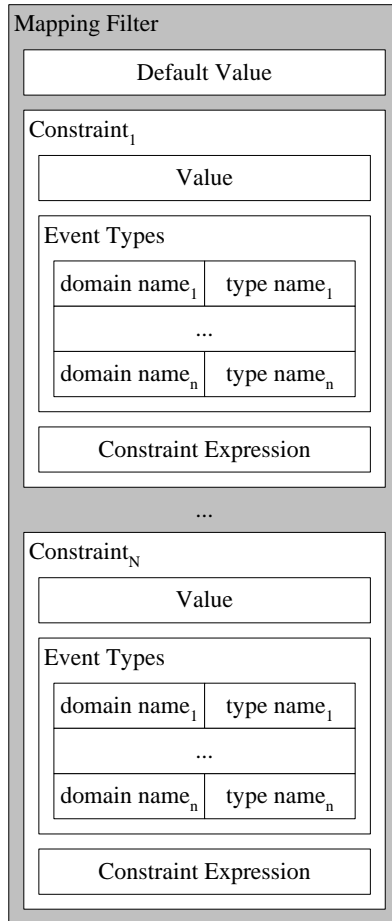 Mapping Filter
Default Value
Constraint₁
Value
Event Types
domain name₁ type name₁
...
domain nameₙ type nameₙ
Constraint Expression
...
Constraint_N
Value
Event Types
domain name₁ type name₁
...
domain nameₙ type nameₙ
Constraint Expression